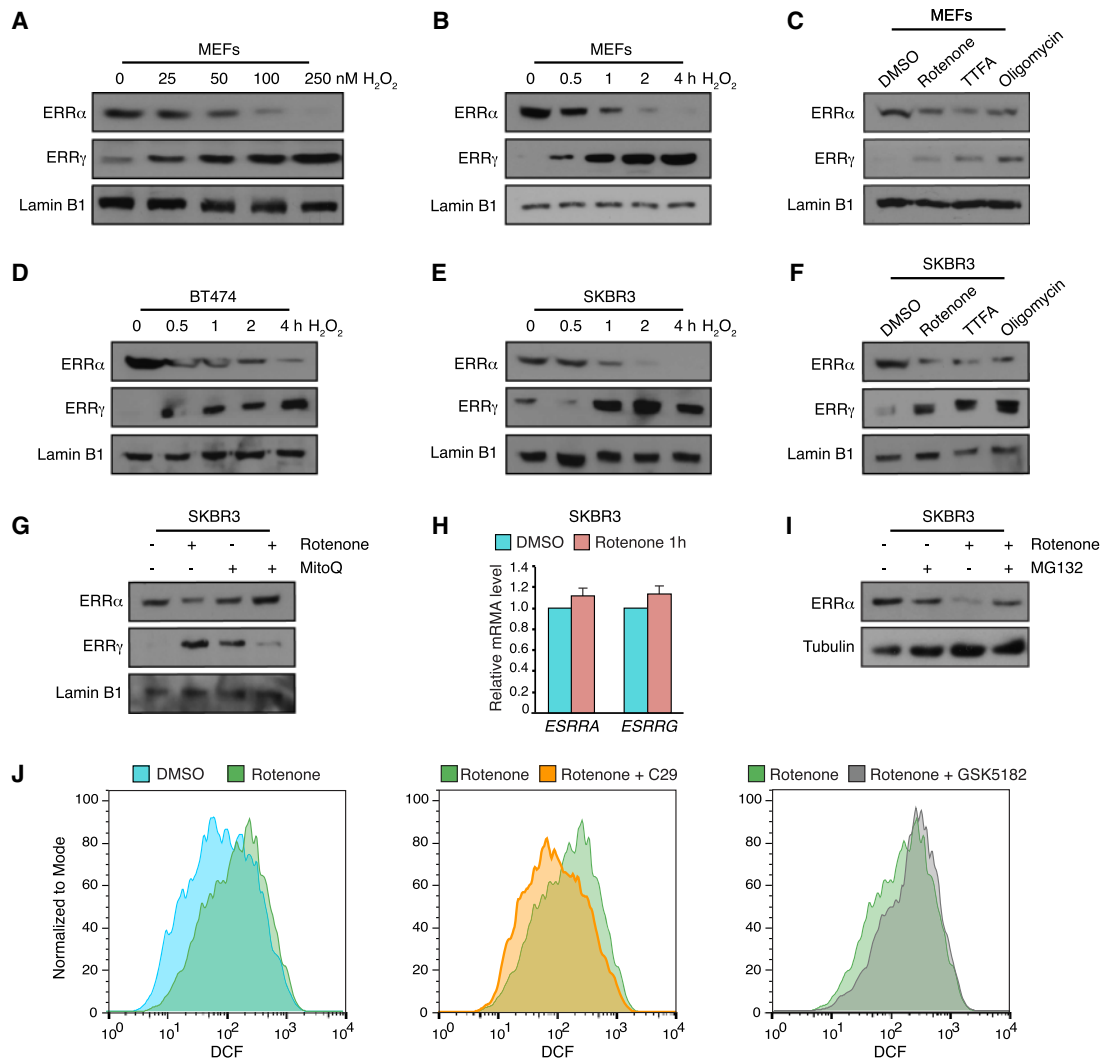 A
MEFs
0 25 50 100 250 nM H2O2
ERRα
ERRγ
Lamin B1
B
MEFs
0 0.5 1 2 4 h H2O2
ERRα
ERRγ
Lamin B1
C
MEFs
DMSO Rotenone TTFA Oligomycin
ERRα
ERRγ
Lamin B1
D
BT474
0 0.5 1 2 4 h H2O2
ERRα
ERRγ
Lamin B1
E
SKBR3
0 0.5 1 2 4 h H2O2
ERRα
ERRγ
Lamin B1
F
SKBR3
DMSO Rotenone TTFA Oligomycin
ERRα
ERRγ
Lamin B1
G
SKBR3
- + - + Rotenone
- - + + MitoQ
ERRα
ERRγ
Lamin B1
H
SKBR3
DMSO Rotenone 1h
Relative mRMA level
1.4
1.2
1.0
0.8
0.6
0.4
0.2
0
ESRRA ESRRG
I
SKBR3
- - + + Rotenone
- + - + MG132
ERRα
Tubulin
J
DMSO Rotenone
Normalized to Mode
100
80
60
40
20
0
10^0 10^1 10^2 10^3 10^4
DCF
Rotenone Rotenone + C29
100
80
60
40
20
0
10^0 10^1 10^2 10^3 10^4
DCF
Rotenone Rotenone + GSK5182
100
80
60
40
20
0
10^0 10^1 10^2 10^3 10^4
DCF